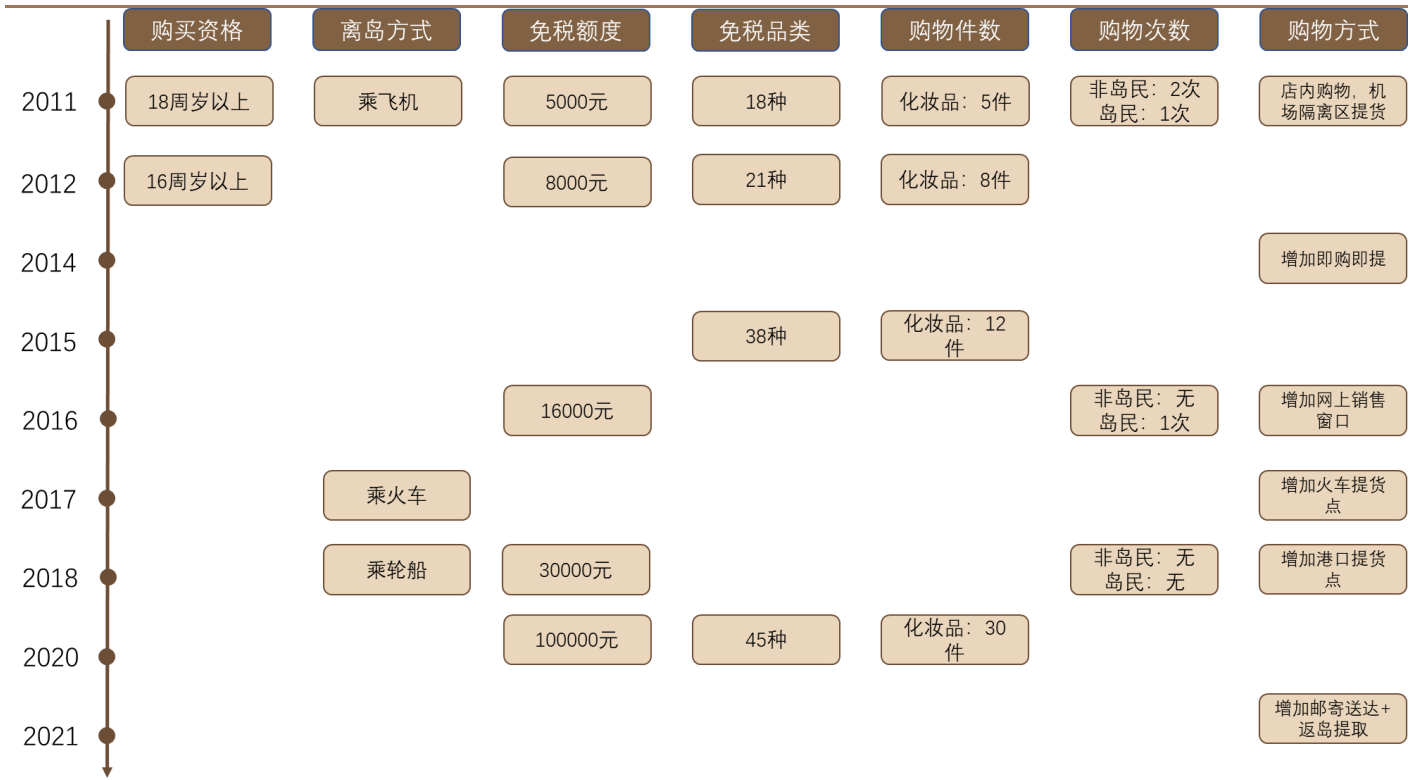 购买资格
离岛方式
免税额度
免税品类
购物件数
购物次数
购物方式
2011
18周岁以上
乘飞机
5000元
18种
化妆品：5件
非岛民：2次
岛民：1次
店内购物，机
场隔离区提货
2012
16周岁以上
8000元
21种
化妆品：8件
2014
增加即购即提
2015
38种
化妆品：12
件
2016
16000元
非岛民：无
岛民：1次
增加网上销售
窗口
2017
乘火车
增加火车提货
点
2018
乘轮船
30000元
非岛民：无
岛民：无
增加港口提货
点
2020
100000元
45种
化妆品：30
件
2021
增加邮寄送达+
返岛提取